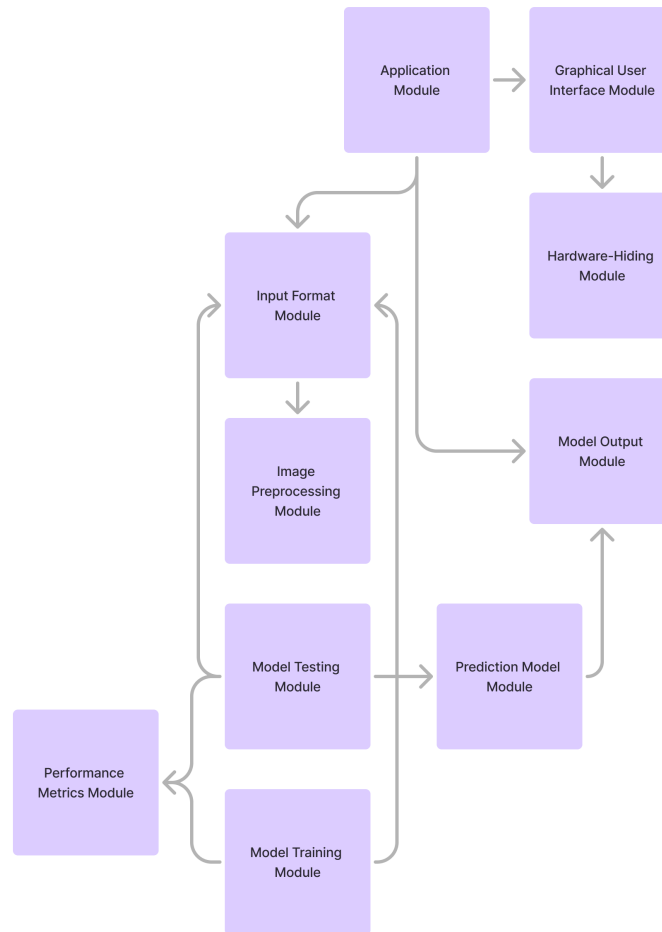 Application
Module
Graphical User
Interface Module
Hardware-Hiding
Module
Input Format
Module
Model Output
Module
Image
Preprocessing
Module
Model Testing
Module
Prediction Model
Module
Performance
Metrics Module
Model Training
Module